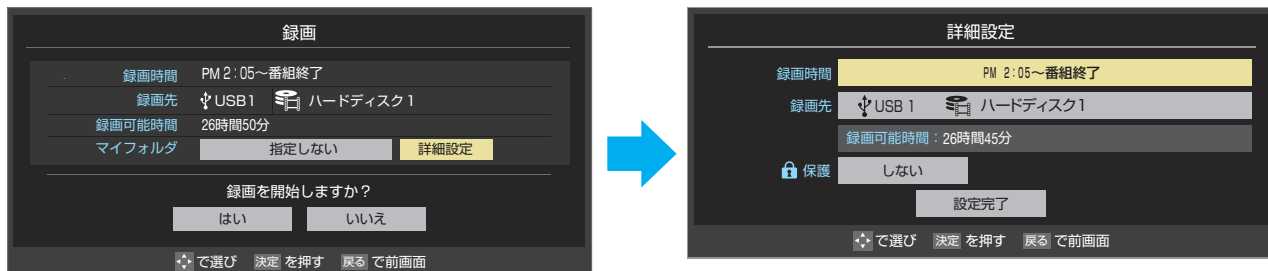 録画
録画時間 PM 2:05～番組終了
録画先 USB1 ハードディスク1
録画可能時間 26時間50分
マイフォルダ 指定しない 詳細設定
録画を開始しますか？
はい いいえ
で選び 決定 を押す 戻る で前画面
詳細設定
録画時間 PM 2:05～番組終了
録画先 USB 1 ハードディスク1
録画可能時間：26時間45分
保護 しない
設定完了
で選び 決定 を押す 戻る で前画面